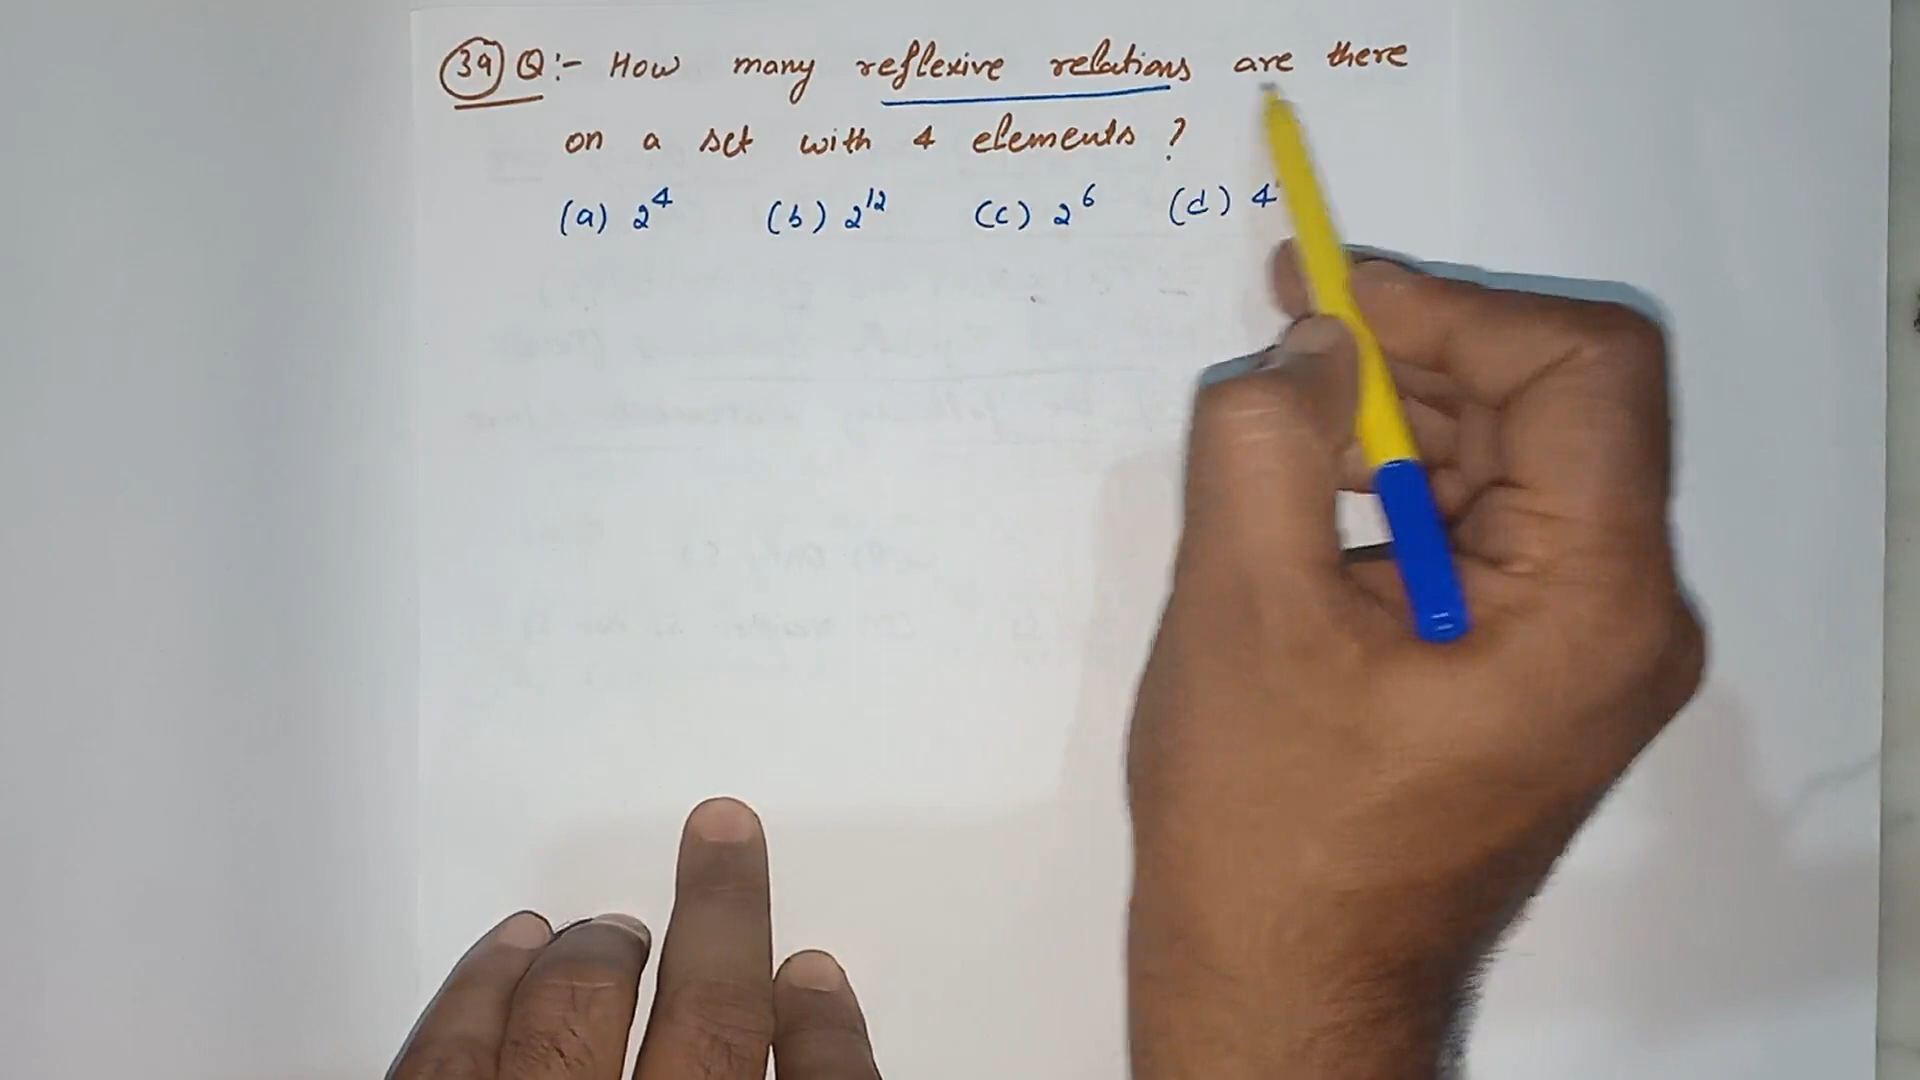 39 Q:- How many reflexive relations are there
on a set with 4 elements ?
(a) 2^4 (b) 2^12 (c) 2^6 (d) 4